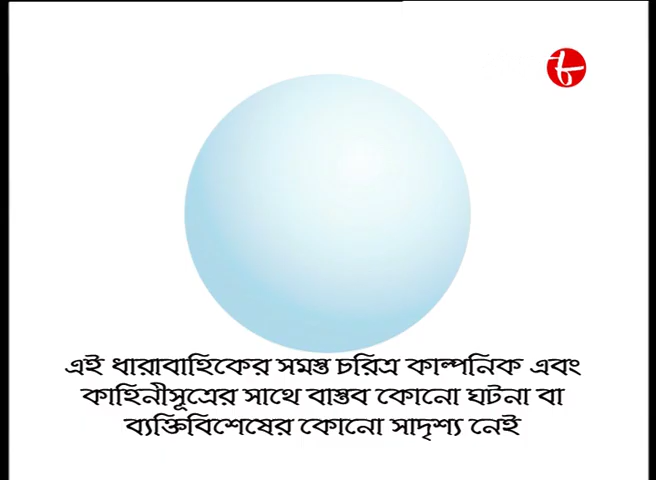 এই ধারাবাহিকের সমস্ত চরিত্র কাল্পনিক এবং
কাহিনীসূত্রের সাথে বাস্তব কোনো ঘটনা বা
ব্যক্তিবিশেষের কোনো সাদৃশ্য নেই